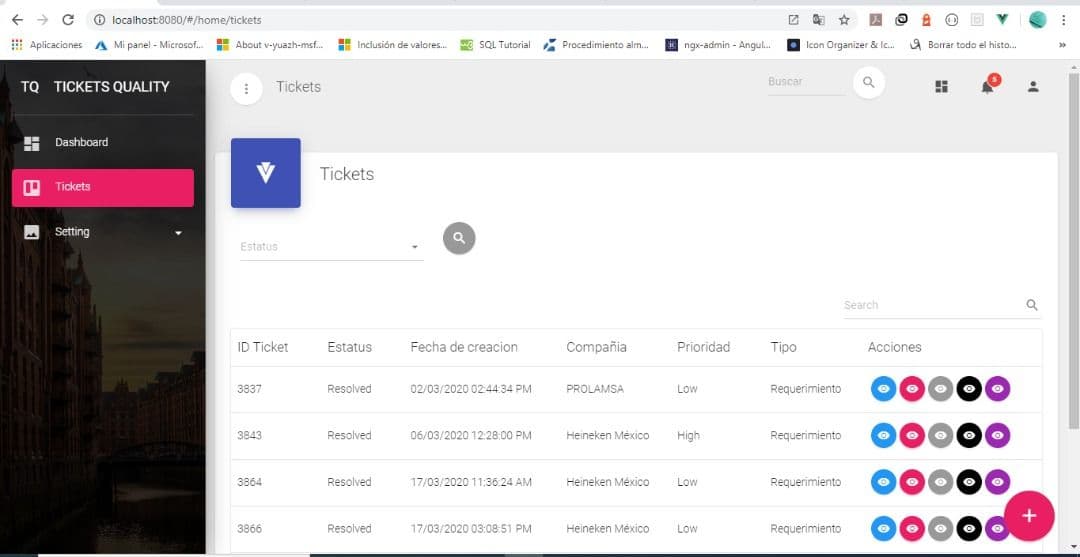 localhost:8080/#/home/tickets
Aplicaciones Mi panel - Microsof... About v-yuazh-msf... Inclusión de valores... SQL Tutorial Procedimiento alm... ngx-admin - Angul... Icon Organizer & Ic... Borrar todo el histo... »
TQ TICKETS QUALITY
Dashboard
Tickets
Setting
Tickets
Buscar
5
Tickets
Estatus
Search
ID Ticket Estatus Fecha de creacion Compañia Prioridad Tipo Acciones
3837 Resolved 02/03/2020 02:44:34 PM PROLAMSA Low Requerimiento
3843 Resolved 06/03/2020 12:28:00 PM Heineken México High Requerimiento
3864 Resolved 17/03/2020 11:36:24 AM Heineken México Low Requerimiento
3866 Resolved 17/03/2020 03:08:51 PM Heineken México Low Requerimiento
+